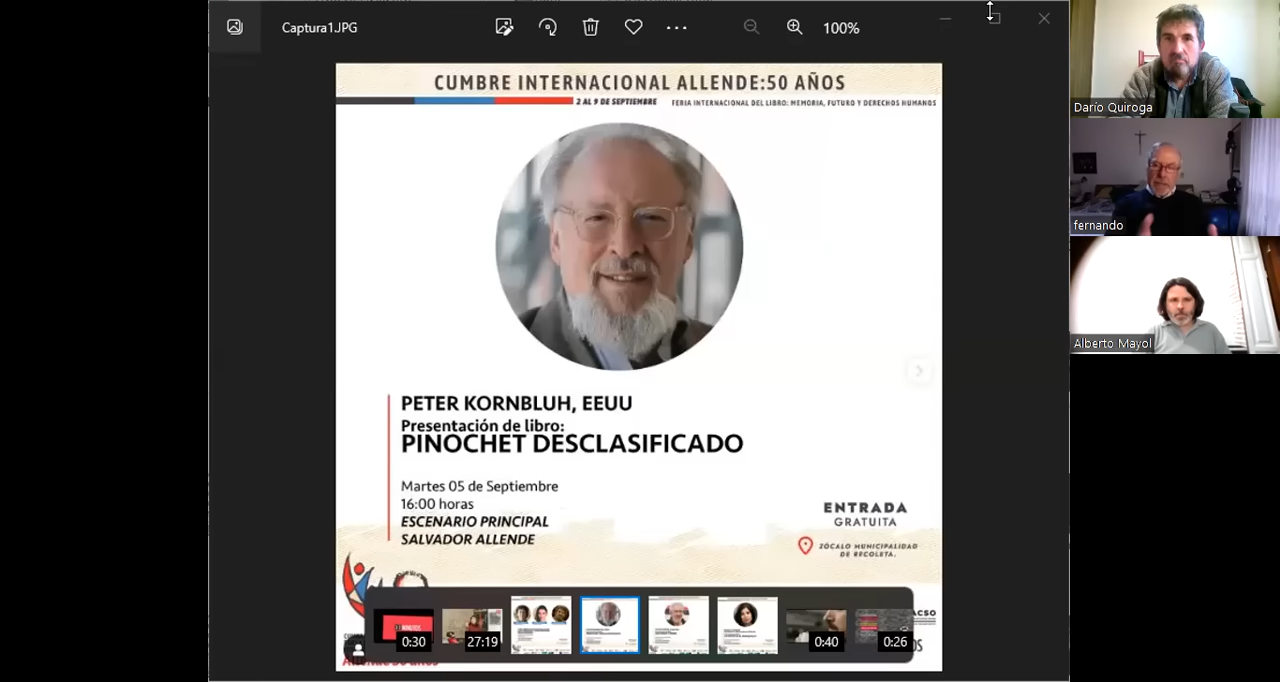 Captura1.JPG
100%
CUMBRE INTERNACIONAL ALLENDE:50 AÑOS
2 AL 9 DE SEPTIEMBRE FERIA INTERNACIONAL DEL LIBRO: MEMORIA, FUTURO Y DERECHOS HUMANOS
PETER KORNBLUH, EEUU
Presentación de libro:
PINOCHET DESCLASIFICADO
Martes 05 de Septiembre
16:00 horas
ESCENARIO PRINCIPAL
SALVADOR ALLENDE
ENTRADA
GRATUITA
ZÓCALO MUNICIPALIDAD
DE RECOLETA.
0:30
27:19
0:40
0:26
Darío Quiroga
fernando
Alberto Mayol